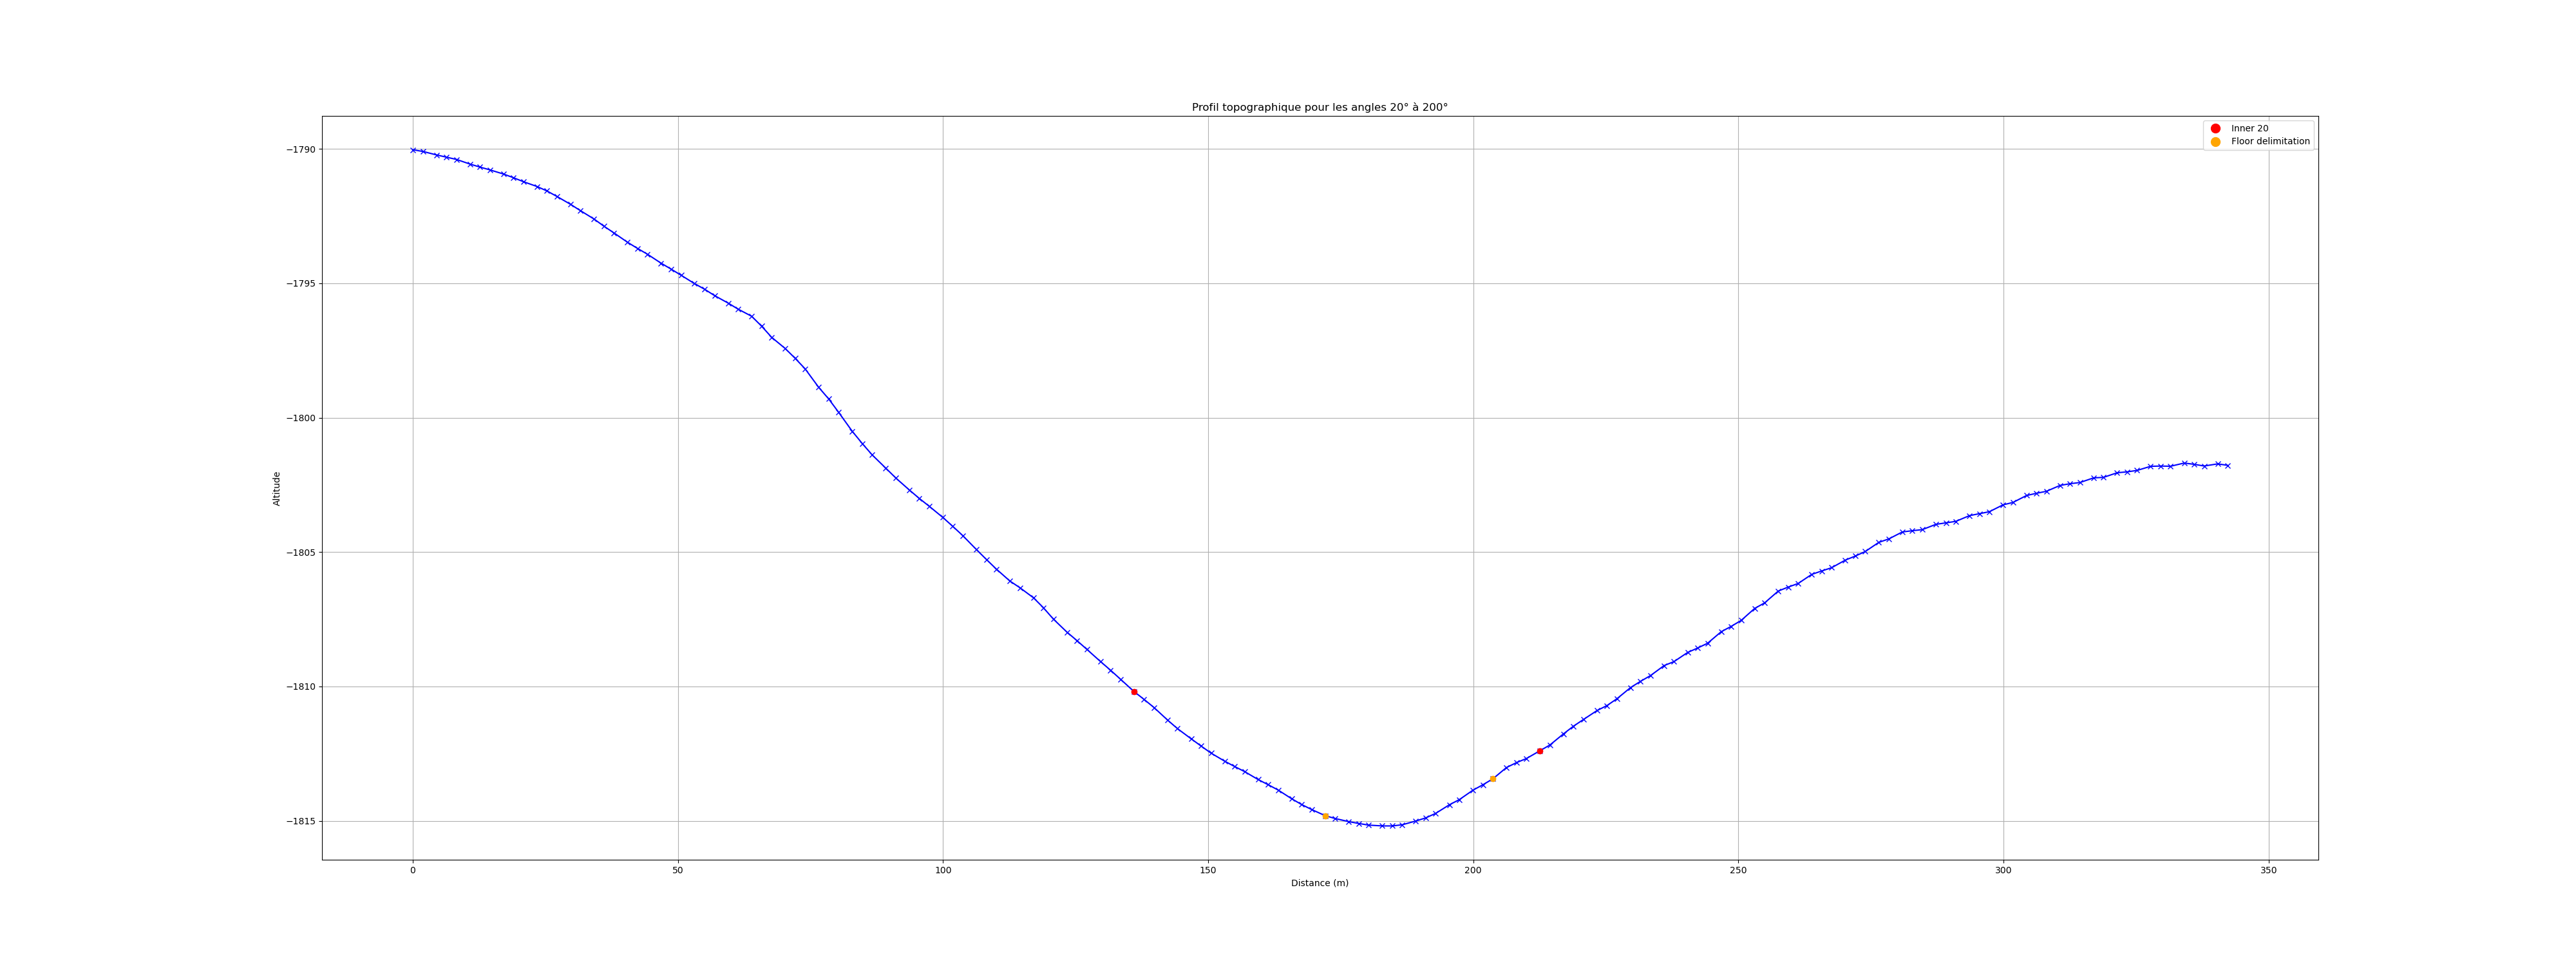 Profil topographique pour les angles 20° à 200°
Inner 20
Floor delimitation
−1790
−1795
−1800
−1805
−1810
−1815
Altitude
0 50 100 150 200 250 300 350
Distance (m)